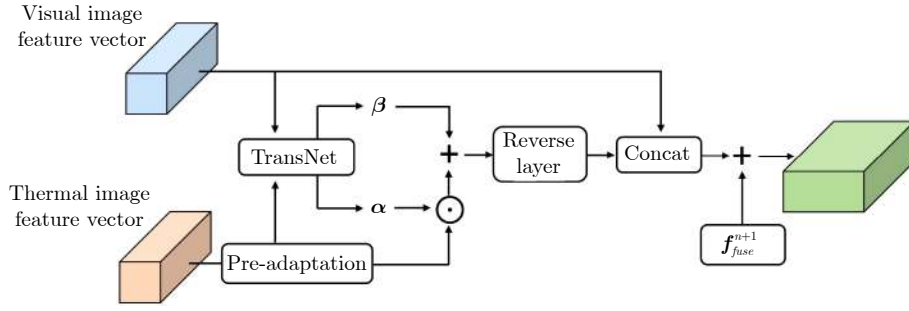 Visual image
feature vector
β
TransNet
+
Reverse
layer
Concat
+
Thermal image
feature vector
α
Pre-adaptation
f^{n+1}_{fuse}